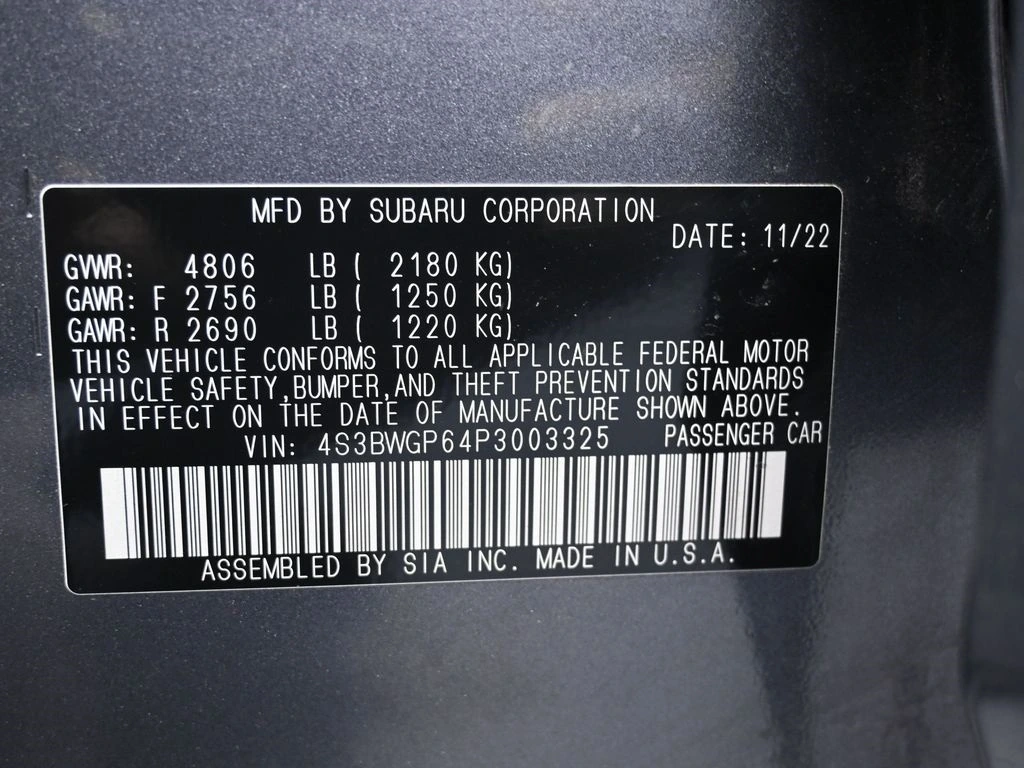 MFD BY SUBARU CORPORATION
DATE: 11/22
GVWR: 4806 LB ( 2180 KG)
GAWR: F 2756 LB ( 1250 KG)
GAWR: R 2690 LB ( 1220 KG)
THIS VEHICLE CONFORMS TO ALL APPLICABLE FEDERAL MOTOR
VEHICLE SAFETY,BUMPER,AND THEFT PREVENTION STANDARDS
IN EFFECT ON THE DATE OF MANUFACTURE SHOWN ABOVE.
VIN: 4S3BWGP64P3003325 PASSENGER CAR
ASSEMBLED BY SIA INC. MADE IN U.S.A.